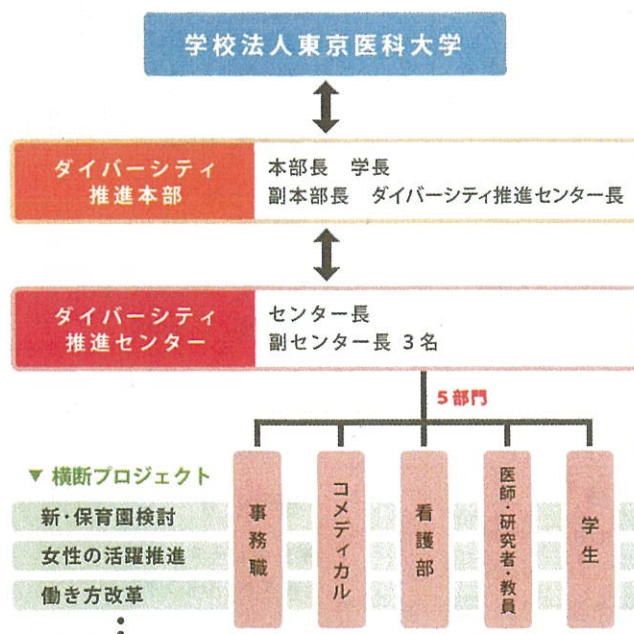 学校法人東京医科大学
ダイバーシティ
推進本部
本部長 学長
副本部長 ダイバーシティ推進センター長
ダイバーシティ
推進センター
センター長
副センター長 3名
5部門
▼ 横断プロジェクト
新・保育園検討
女性の活躍推進
働き方改革
事務職
コメディカル
看護部
医師・研究者・教員
学生